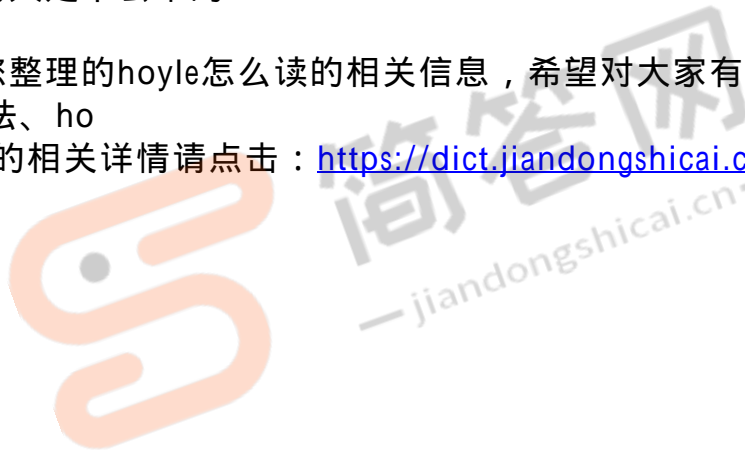 整理的hoyle怎么读的相关信息，希望对大家有
法、ho
的相关详情请点击：https://dict.jiandongshicai.c
简答网
jiandongshicai.cn